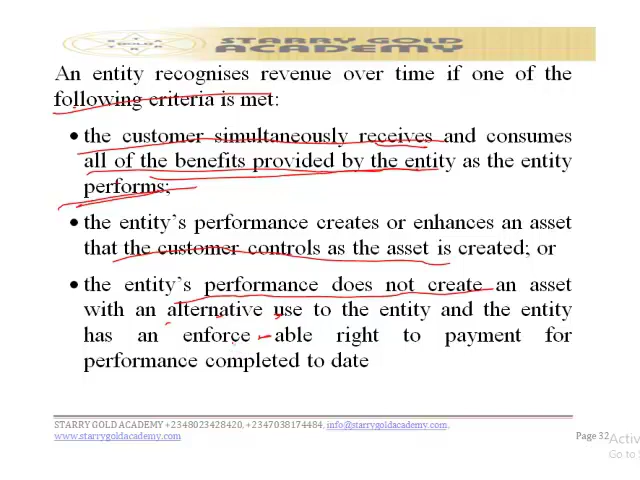 STARRY GOLD
ACADEMY
An entity recognises revenue over time if one of the
following criteria is met:
• the customer simultaneously receives and consumes
all of the benefits provided by the entity as the entity
performs;
• the entity's performance creates or enhances an asset
that the customer controls as the asset is created; or
• the entity's performance does not create an asset
with an alternative use to the entity and the entity
has an enforce-able right to payment for
performance completed to date
STARRY GOLD ACADEMY +2348023428420, +2347038174484, info@starrygoldacademy.com,
www.starrygoldacademy.com Page 32
Activ
Go to S